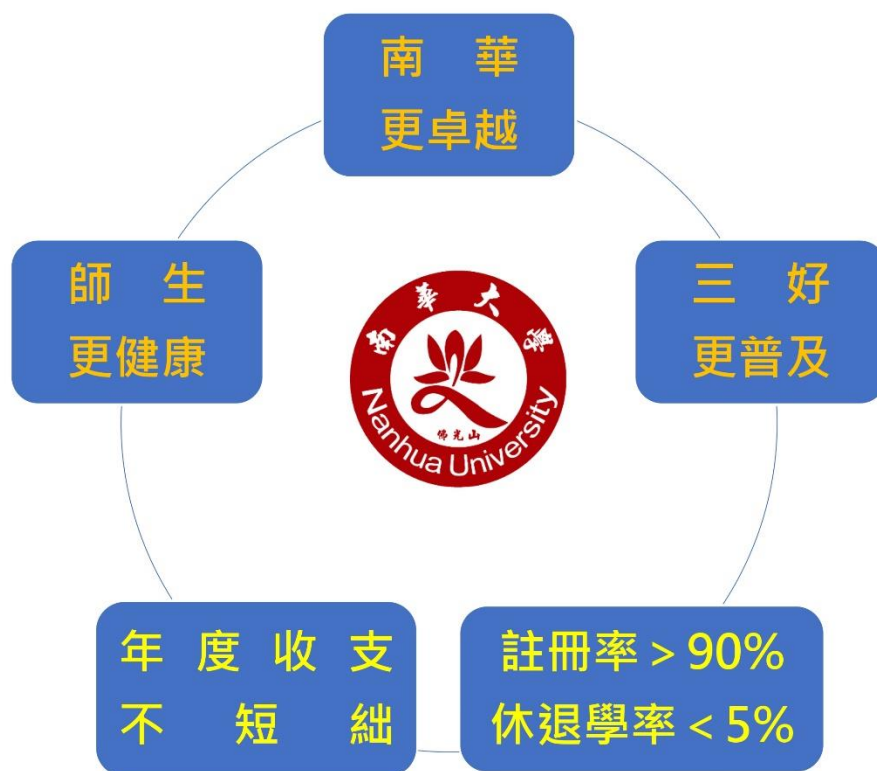 南華
更卓越
師生
更健康
三好
更普及
南華大學
佛光山
Nanhua University
年度收支
不短絀
註冊率>90%
休退學率<5%